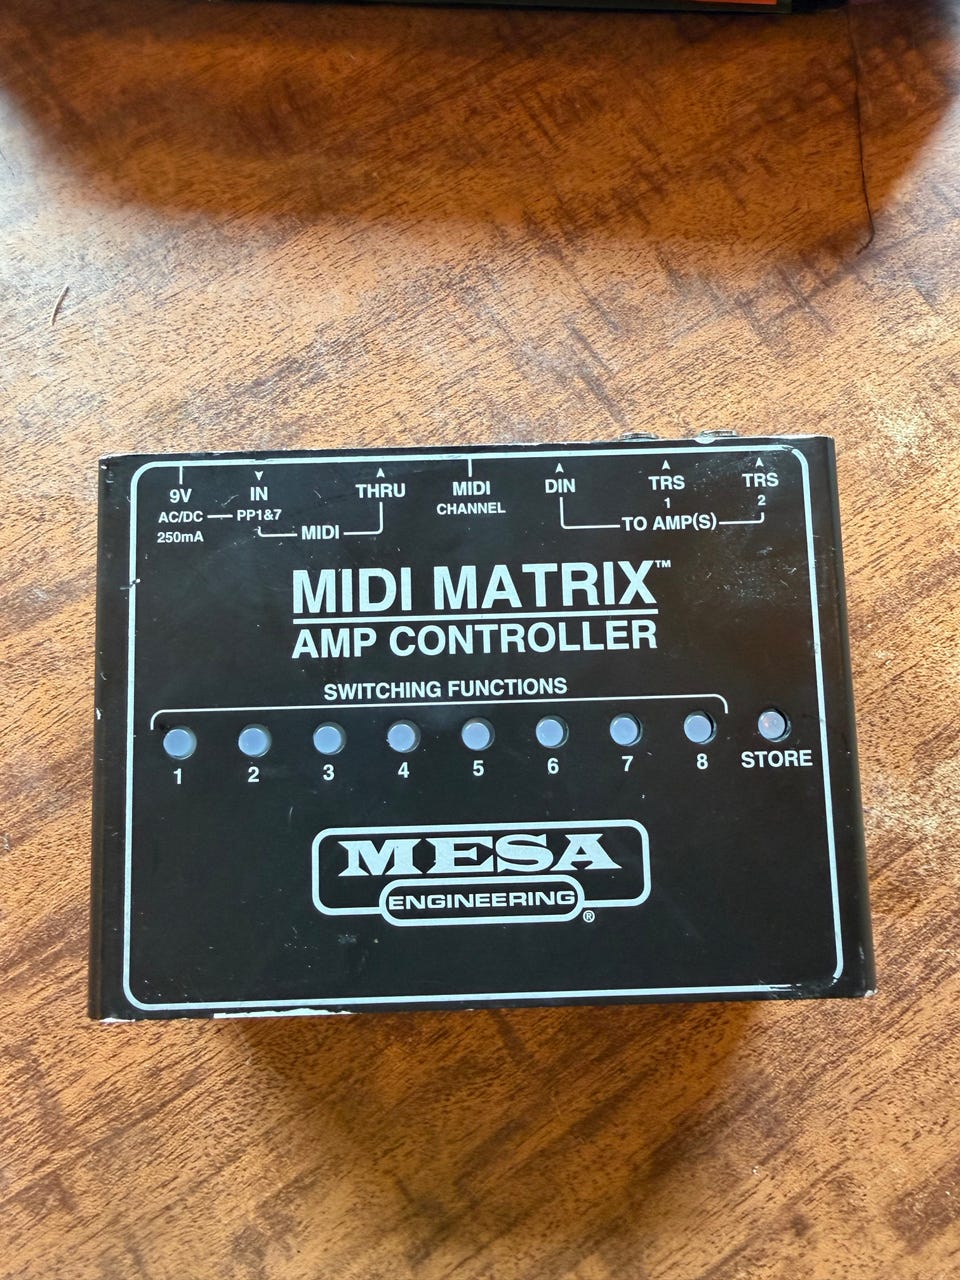 9V
AC/DC
250mA
IN
PP1&7
MIDI
THRU
MIDI
CHANNEL
DIN
TRS
1
TRS
2
TO AMP(S)
MIDI MATRIX™
AMP CONTROLLER
SWITCHING FUNCTIONS
1 2 3 4 5 6 7 8 STORE
MESA
ENGINEERING ®